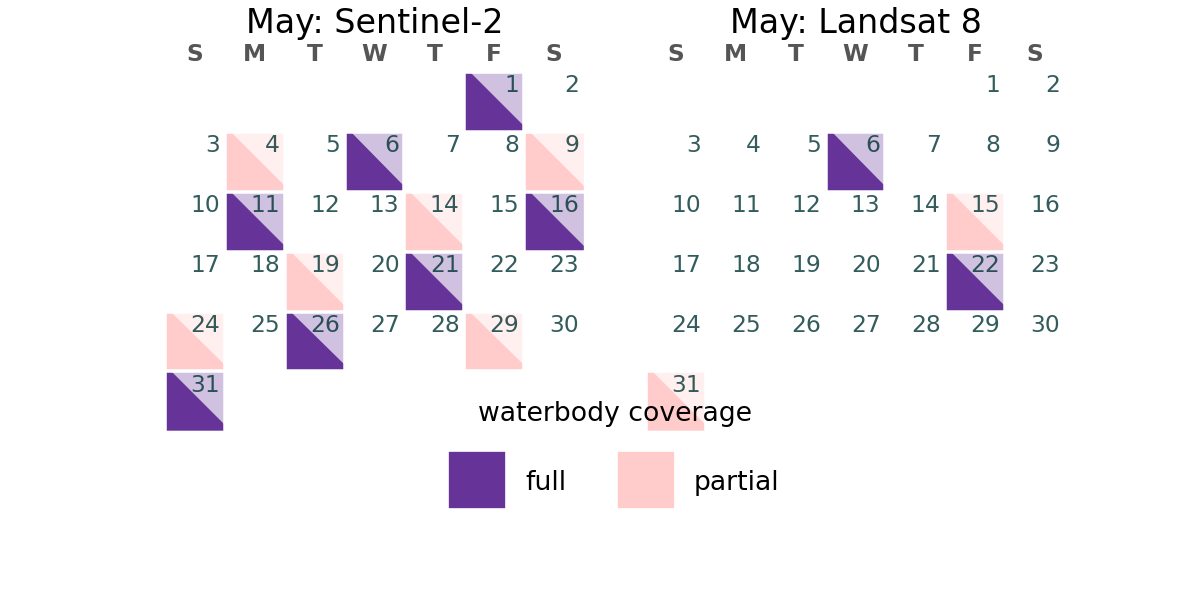 May: Sentinel-2
S M T W T F S
1 2
3 4 5 6 7 8 9
10 11 12 13 14 15 16
17 18 19 20 21 22 23
24 25 26 27 28 29 30
31
May: Landsat 8
S M T W T F S
1 2
3 4 5 6 7 8 9
10 11 12 13 14 15 16
17 18 19 20 21 22 23
24 25 26 27 28 29 30
31
waterbody coverage
full partial